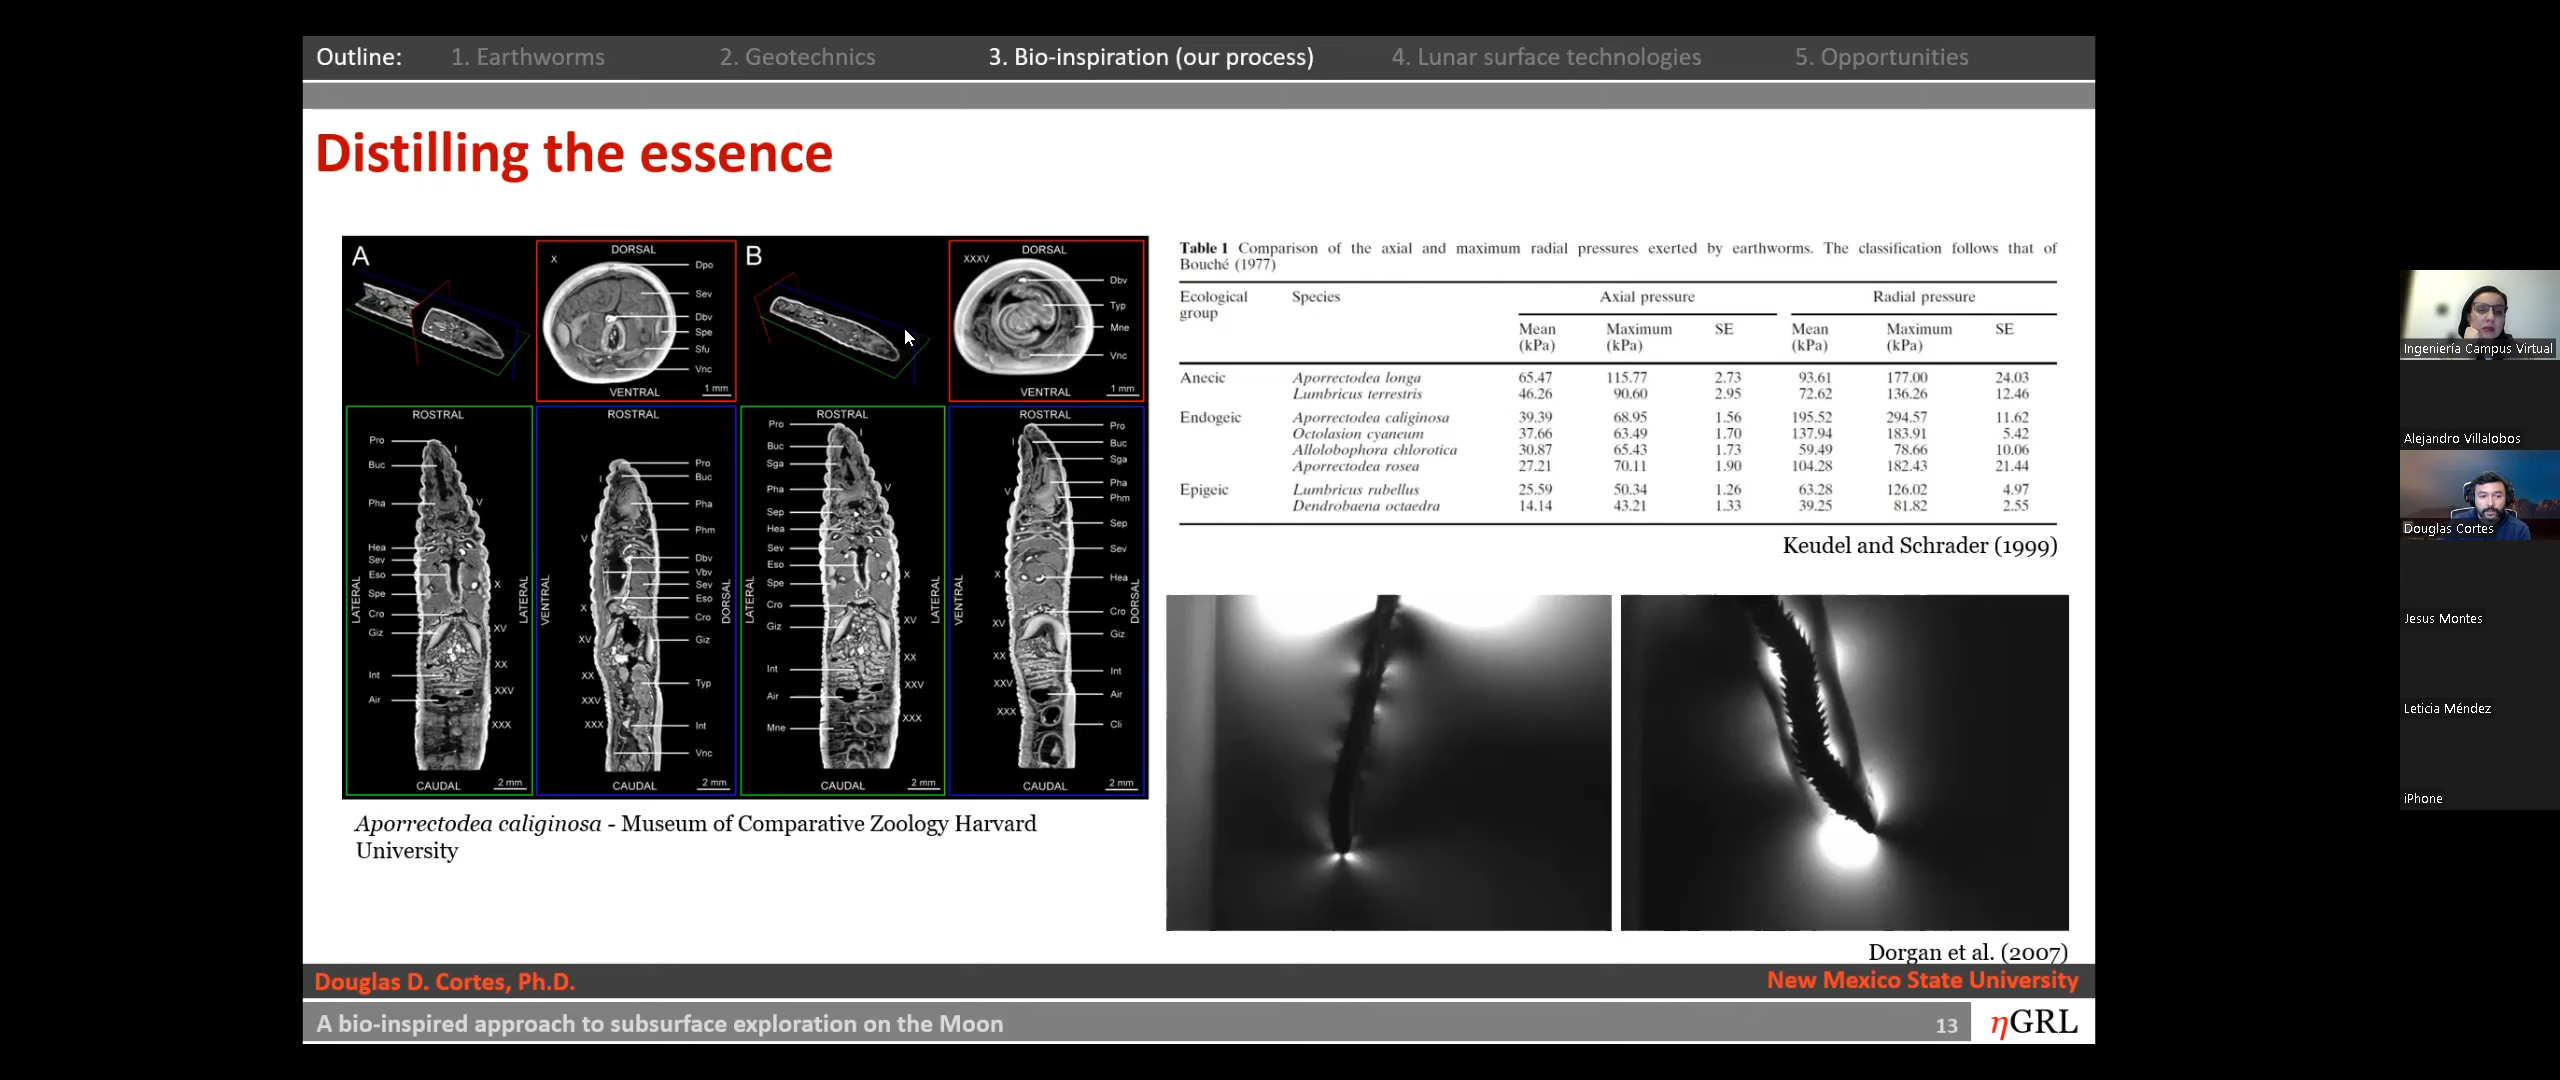 Outline: 1. Earthworms 2. Geotechnics 3. Bio-inspiration (our process) 4. Lunar surface technologies 5. Opportunities
Distilling the essence
A
X
DORSAL
Dpo
Sev
Dbv
Spe
Sfu
Vnc
VENTRAL
1 mm
B
XXXV
DORSAL
Dbv
Typ
Mne
Vnc
VENTRAL
1 mm
ROSTRAL
Pro
I
Buc
Pha
V
Hea
Sev
Eso
X
Spe
Cro
XV
Giz
XX
Int
XXV
Air
XXX
LATERAL
LATERAL
CAUDAL
2 mm
ROSTRAL
Pro
I
Buc
Pha
Phm
V
Dbv
Vbv
Sev
Eso
X
Cro
XV
Giz
XX
Typ
XXV
XXX
Int
Vnc
VENTRAL
DORSAL
CAUDAL
2 mm
ROSTRAL
Pro
I
Buc
Sga
Pha
V
Sep
Hea
Sev
Eso
X
Spe
Cro
XV
Giz
XX
Int
XXV
Air
XXX
Mne
LATERAL
LATERAL
CAUDAL
2 mm
ROSTRAL
Pro
I
Buc
Sga
Pha
V
Phm
Sep
Sev
X
Hea
Cro
XV
Giz
XX
Int
XXV
Air
XXX
Cli
VENTRAL
DORSAL
CAUDAL
2 mm
Aporrectodea caliginosa - Museum of Comparative Zoology Harvard
University
Table 1 Comparison of the axial and maximum radial pressures exerted by earthworms. The classification follows that of
Bouché (1977)
Ecological group Species Axial pressure Radial pressure
Mean (kPa) Maximum (kPa) SE Mean (kPa) Maximum (kPa) SE
Anecic Aporrectodea longa 65.47 115.77 2.73 93.61 177.00 24.03
Lumbricus terrestris 46.26 90.60 2.95 72.62 136.26 12.46
Endogeic Aporrectodea caliginosa 39.39 68.95 1.56 195.52 294.57 11.62
Octolasion cyaneum 37.66 63.49 1.70 137.94 183.91 5.42
Allolobophora chlorotica 30.87 65.43 1.73 59.49 78.66 10.06
Aporrectodea rosea 27.21 70.11 1.90 104.28 182.43 21.44
Epigeic Lumbricus rubellus 25.59 50.34 1.26 63.28 126.02 4.97
Dendrobaena octaedra 14.14 43.21 1.33 39.25 81.82 2.55
Keudel and Schrader (1999)
Dorgan et al. (2007)
Douglas D. Cortes, Ph.D. New Mexico State University
A bio-inspired approach to subsurface exploration on the Moon 13 ηGRL
Ingeniería Campus Virtual
Alejandro Villalobos
Douglas Cortes
Jesus Montes
Leticia Méndez
iPhone